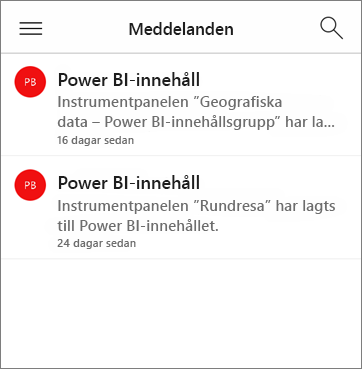 Meddelanden
PB
Power BI-innehåll
Instrumentpanelen ”Geografiska
data – Power BI-innehållsgrupp” har la...
16 dagar sedan
PB
Power BI-innehåll
Instrumentpanelen ”Rundresa” har lagts
till Power BI-innehållet.
24 dagar sedan